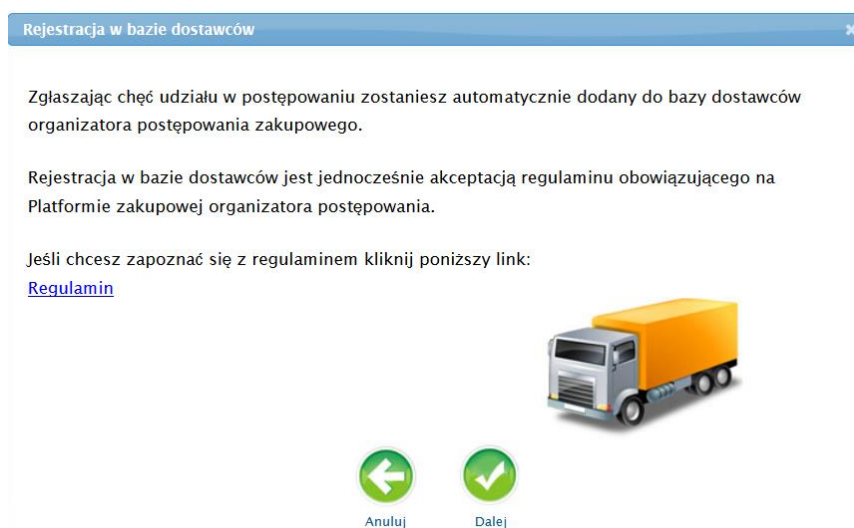 Rejestracja w bazie dostawców
Zgłaszając chęć udziału w postępowaniu zostaniesz automatycznie dodany do bazy dostawców
organizatora postępowania zakupowego.
Rejestracja w bazie dostawców jest jednocześnie akceptacją regulaminu obowiązującego na
Platformie zakupowej organizatora postępowania.
Jeśli chcesz zapoznać się z regulaminem kliknij poniższy link:
Regulamin
Anuluj Dalej